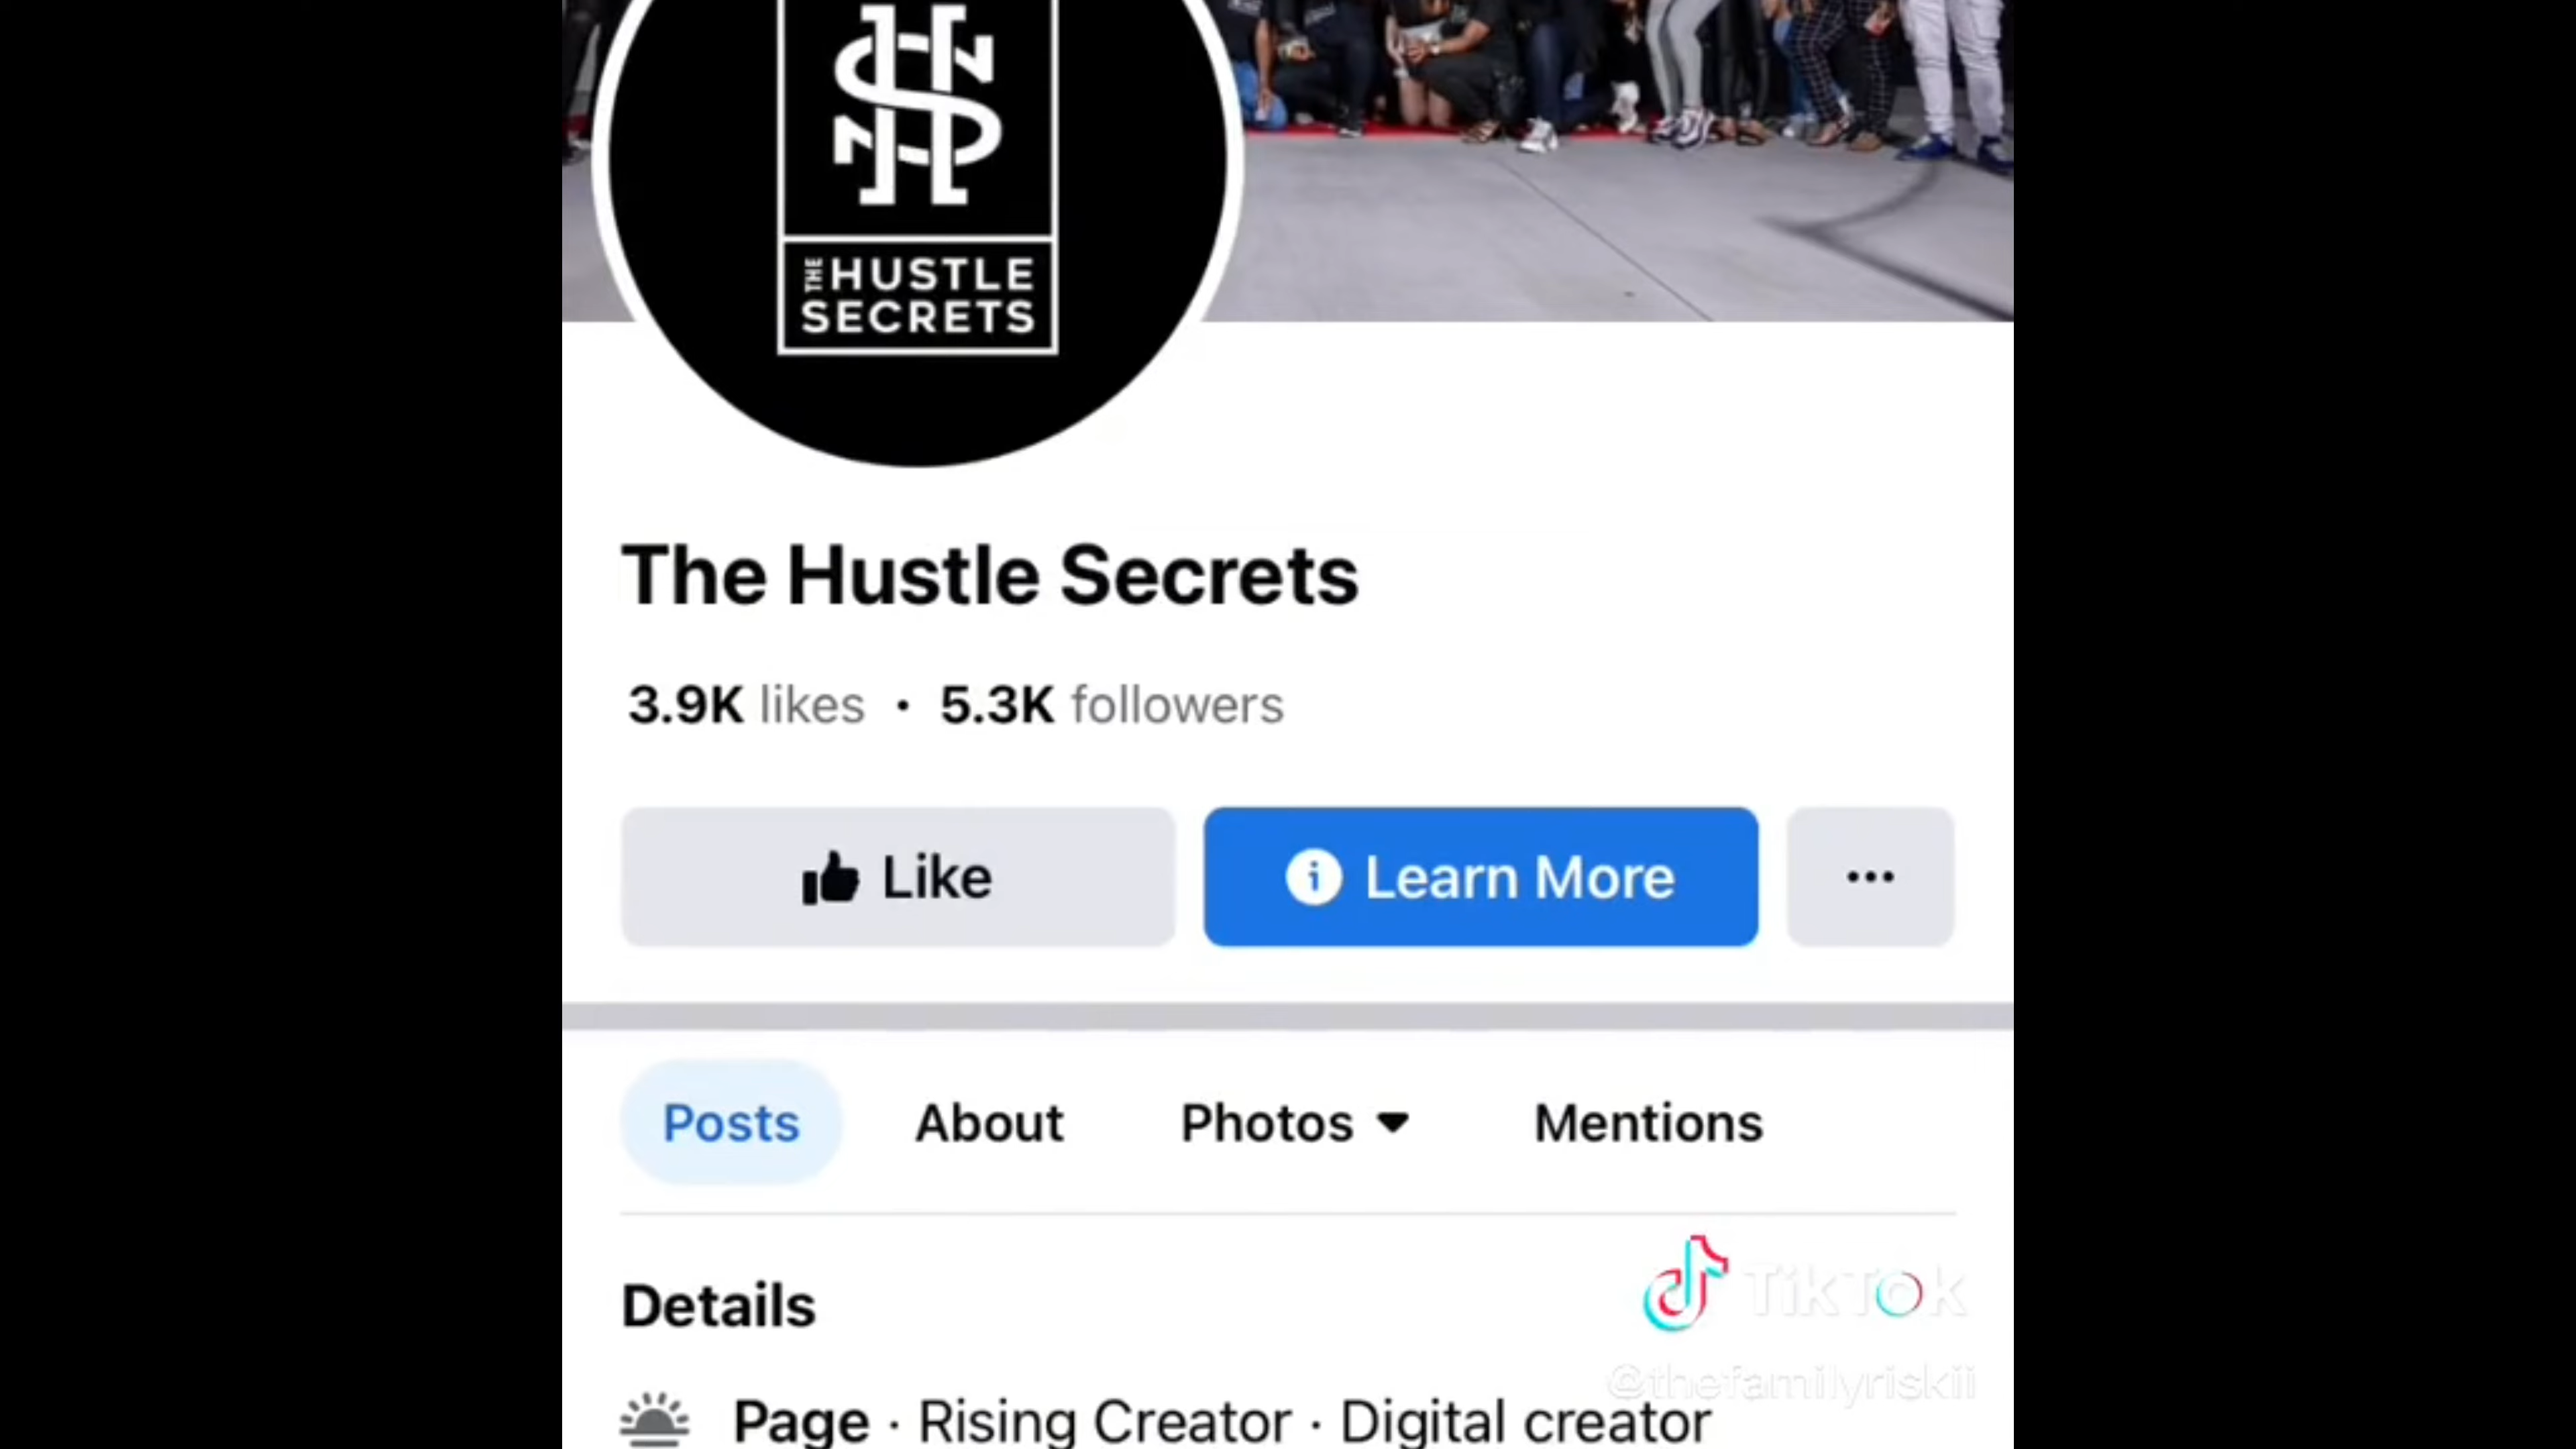 THE HUSTLE
SECRETS
The Hustle Secrets
3.9K likes · 5.3K followers
Like
Learn More
Posts
About
Photos
Mentions
Details
TikTok
@thefamilyriskii
Page · Rising Creator · Digital creator